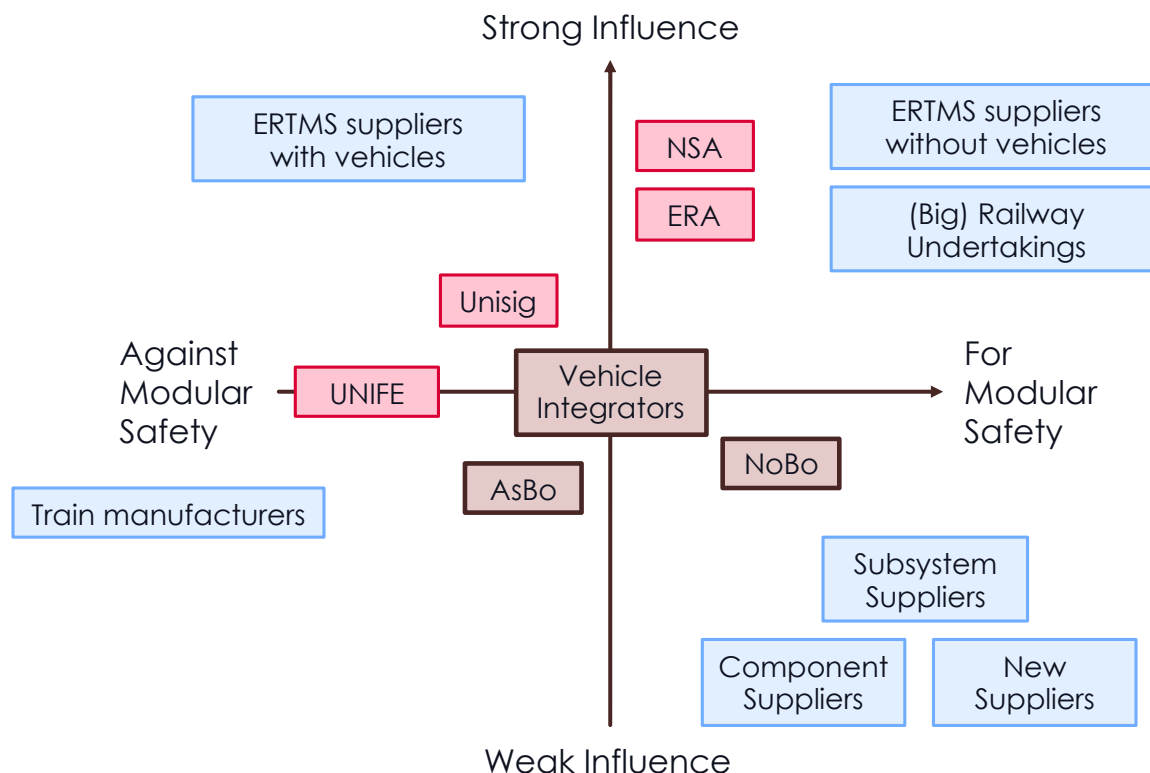 Strong Influence
ERTMS suppliers
with vehicles
NSA
ERTMS suppliers
without vehicles
ERA
(Big) Railway
Undertakings
Unisig
Against
Modular
Safety
UNIFE
Vehicle
Integrators
For
Modular
Safety
NoBo
AsBo
Train manufacturers
Subsystem
Suppliers
Component
Suppliers
New
Suppliers
Weak Influence